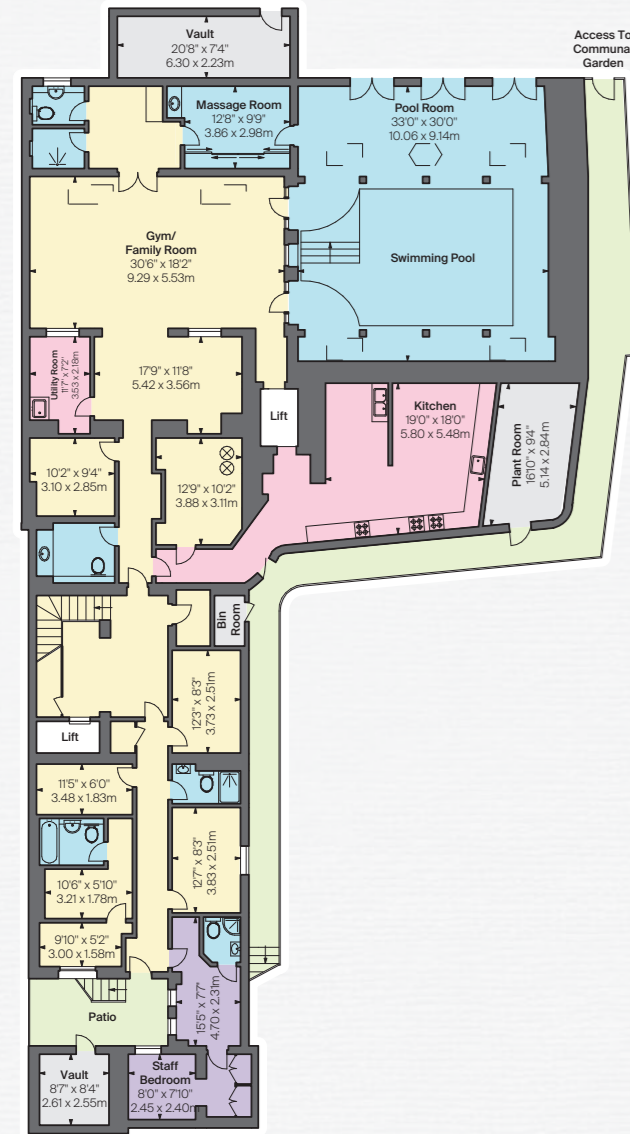 Vault
20'8" x 7'4"
6.30 x 2.23m
Access To
Communal
Garden
Massage Room
12'8" x 9'9"
3.86 x 2.98m
Pool Room
33'0" x 30'0"
10.06 x 9.14m
Gym/
Family Room
30'6" x 18'2"
9.29 x 5.53m
Swimming Pool
Utility Room
11'7" x 7'2"
3.53 x 2.18m
17'9" x 11'8"
5.42 x 3.56m
Lift
Kitchen
19'0" x 18'0"
5.80 x 5.48m
Plant Room
16'10" x 9'4"
5.14 x 2.84m
10'2" x 9'4"
3.10 x 2.85m
12'9" x 10'2"
3.88 x 3.11m
Bin
Room
12'3" x 8'3"
3.73 x 2.51m
Lift
11'5" x 6'0"
3.48 x 1.83m
12'7" x 8'3"
3.83 x 2.51m
10'6" x 5'10"
3.21 x 1.78m
9'10" x 5'2"
3.00 x 1.58m
15'5" x 7'7"
4.70 x 2.31m
Patio
Vault
8'7" x 8'4"
2.61 x 2.55m
Staff
Bedroom
8'0" x 7'10"
2.45 x 2.40m